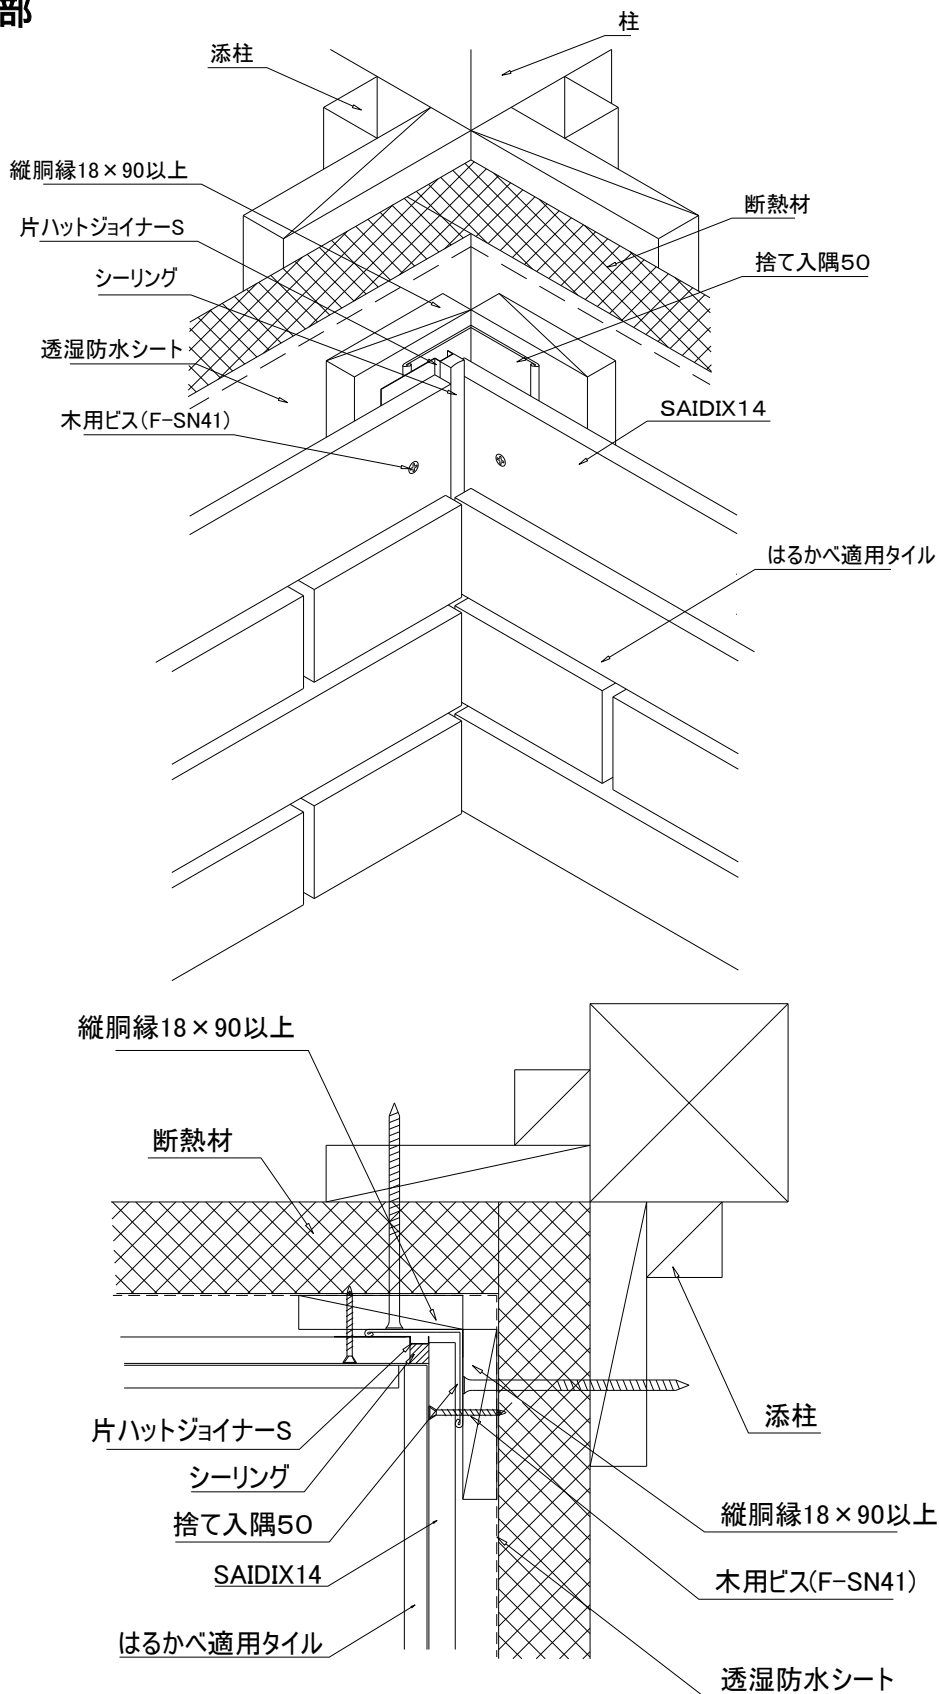 部
柱
添柱
縦胴縁18×90以上
断熱材
片ハットジョイナーS
捨て入隅50
シーリング
透湿防水シート
SAIDIX14
木用ビス(F-SN41)
はるかべ適用タイル
縦胴縁18×90以上
断熱材
添柱
片ハットジョイナーS
シーリング
捨て入隅50
縦胴縁18×90以上
SAIDIX14
木用ビス(F-SN41)
はるかべ適用タイル
透湿防水シート